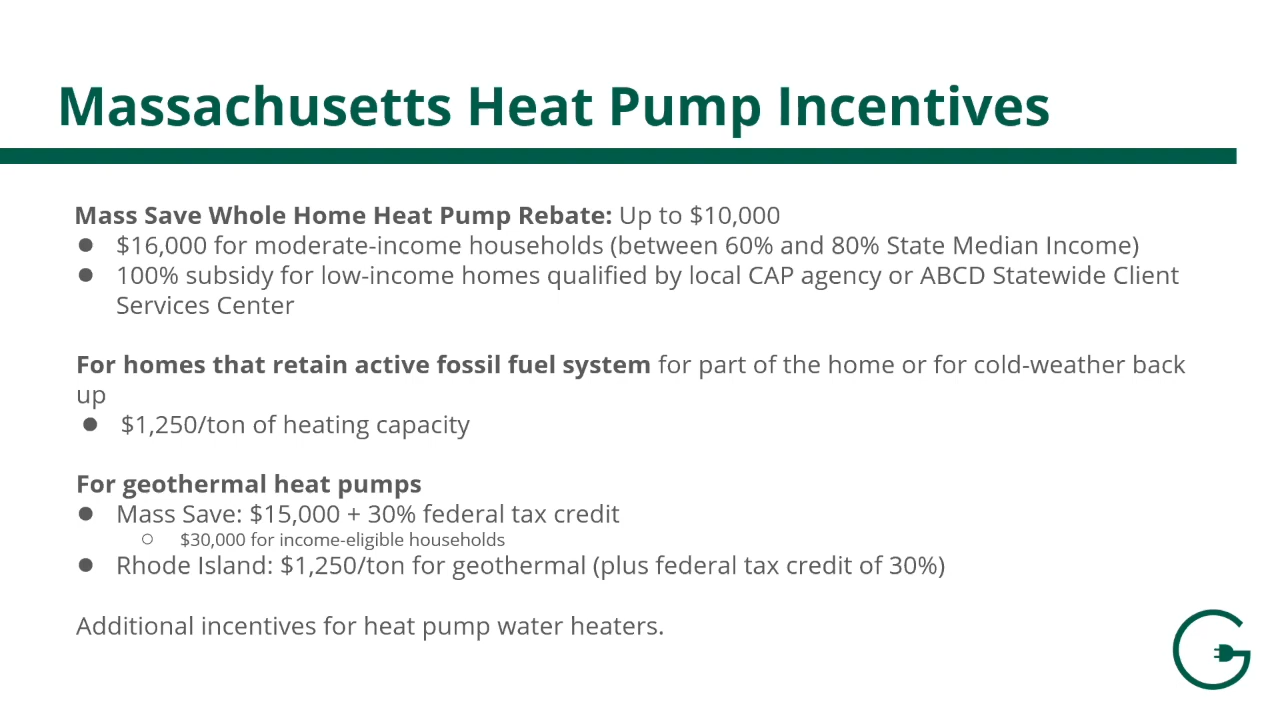 Massachusetts Heat Pump Incentives
Mass Save Whole Home Heat Pump Rebate: Up to $10,000
● $16,000 for moderate-income households (between 60% and 80% State Median Income)
● 100% subsidy for low-income homes qualified by local CAP agency or ABCD Statewide Client
Services Center
For homes that retain active fossil fuel system for part of the home or for cold-weather back
up
● $1,250/ton of heating capacity
For geothermal heat pumps
● Mass Save: $15,000 + 30% federal tax credit
○ $30,000 for income-eligible households
● Rhode Island: $1,250/ton for geothermal (plus federal tax credit of 30%)
Additional incentives for heat pump water heaters.